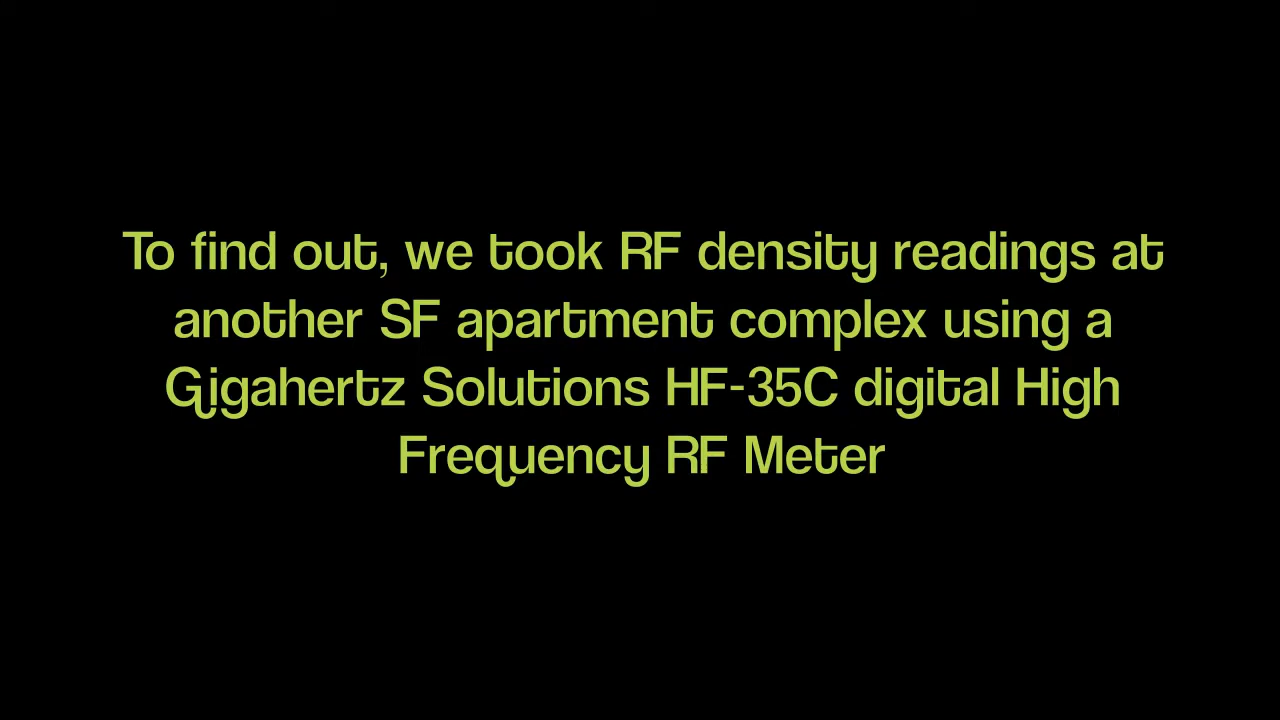 To find out, we took RF density readings at
another SF apartment complex using a
Gigahertz Solutions HF-35C digital High
Frequency RF Meter